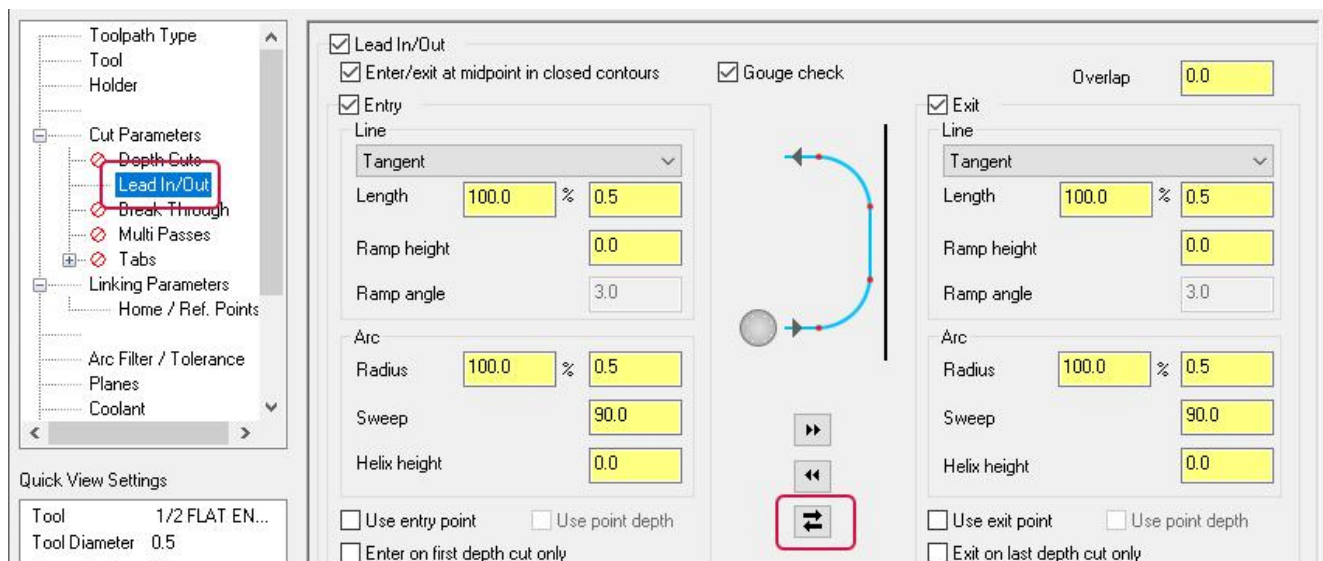 Toolpath Type
Tool
Holder
Cut Parameters
Depth Cuts
Lead In/Out
Break Through
Multi Passes
Tabs
Linking Parameters
Home / Ref. Points
Arc Filter / Tolerance
Planes
Coolant
Quick View Settings
Tool 1/2 FLAT EN...
Tool Diameter 0.5
Lead In/Out
Enter/exit at midpoint in closed contours
Gouge check
Overlap 0.0
Entry
Line
Tangent
Length 100.0 % 0.5
Ramp height 0.0
Ramp angle 3.0
Arc
Radius 100.0 % 0.5
Sweep 90.0
Helix height 0.0
Use entry point Use point depth
Enter on first depth cut only
Exit
Line
Tangent
Length 100.0 % 0.5
Ramp height 0.0
Ramp angle 3.0
Arc
Radius 100.0 % 0.5
Sweep 90.0
Helix height 0.0
Use exit point Use point depth
Exit on last depth cut only